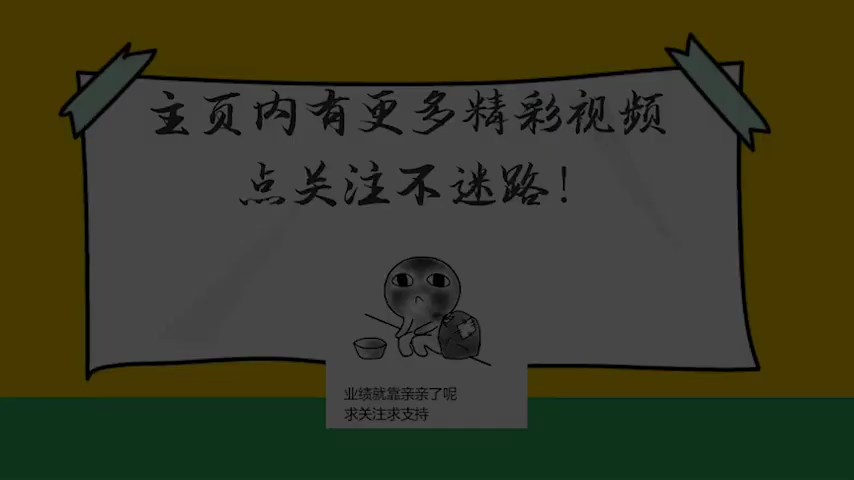 主页内有更多精彩视频
点关注不迷路！
业绩就靠亲亲了呢
求关注求支持